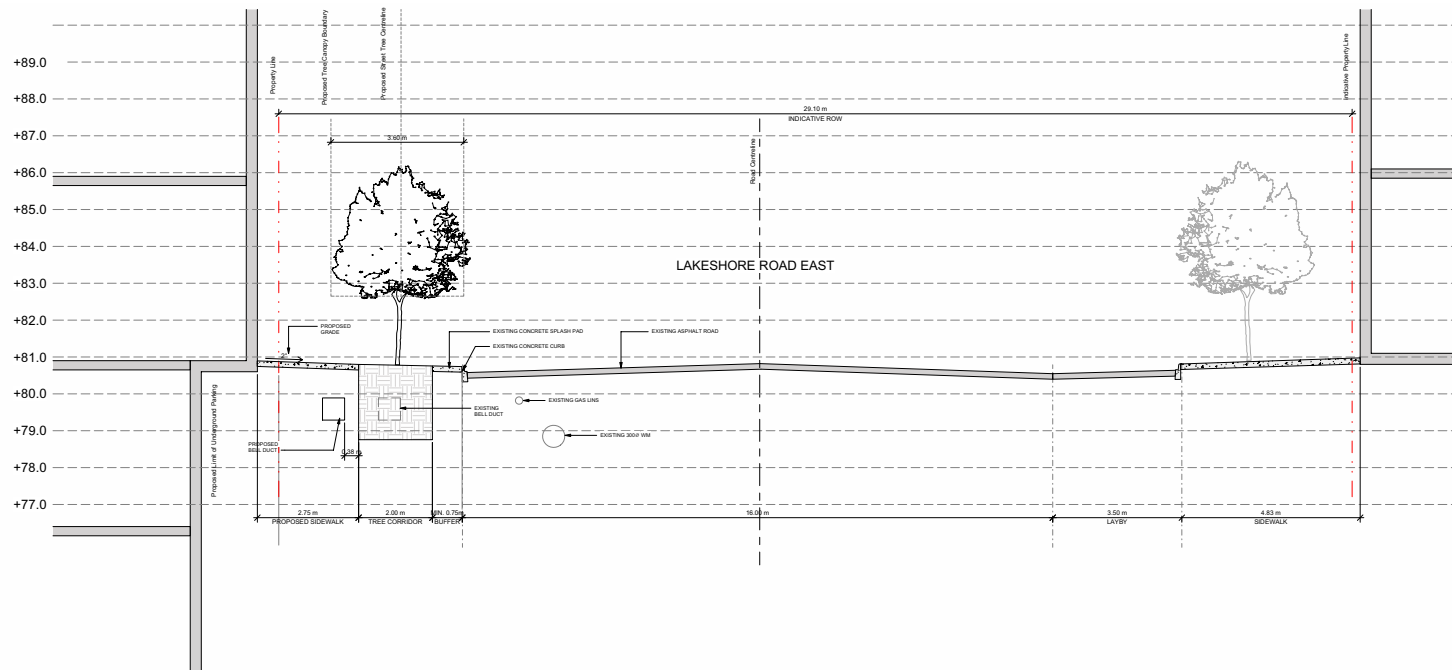 Property Line
Proposed Tree Canopy Boundary
Proposed Street Tree Centreline
Indicative Property Line
+89.0
+88.0
29.10 m
INDICATIVE ROW
+87.0
3.60 m
Road Centreline
+86.0
+85.0
+84.0
LAKESHORE ROAD EAST
+83.0
+82.0
PROPOSED
GRADE
EXISTING CONCRETE SPLASH PAD
EXISTING ASPHALT ROAD
EXISTING CONCRETE CURB
+81.0
+80.0
EXISTING GAS LINS
EXISTING
BELL DUCT
+79.0
EXISTING 300Ø WM
PROPOSED
BELL DUCT
0.38 m
Proposed Limit of Underground Parking
+78.0
+77.0
2.75 m
PROPOSED SIDEWALK
2.00 m
TREE CORRIDOR
MIN. 0.75m
BUFFER
16.00 m
3.50 m
LAYBY
4.83 m
SIDEWALK